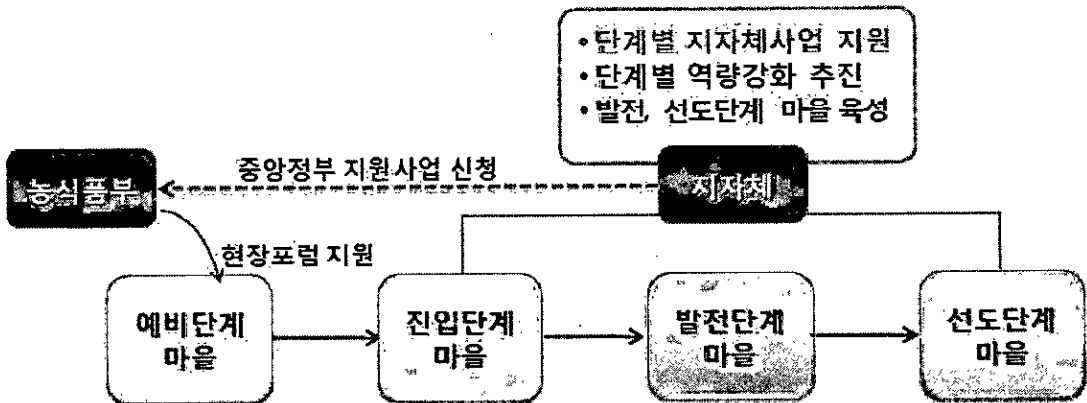 • 단계별 지자체사업 지원
• 단계별 역량강화 추진
• 발전, 선도단계 마을 육성
중앙정부 지원사업 신청
농식품부
지자체
현장포럼 지원
예비단계
마을
진입단계
마을
발전단계
마을
선도단계
마을